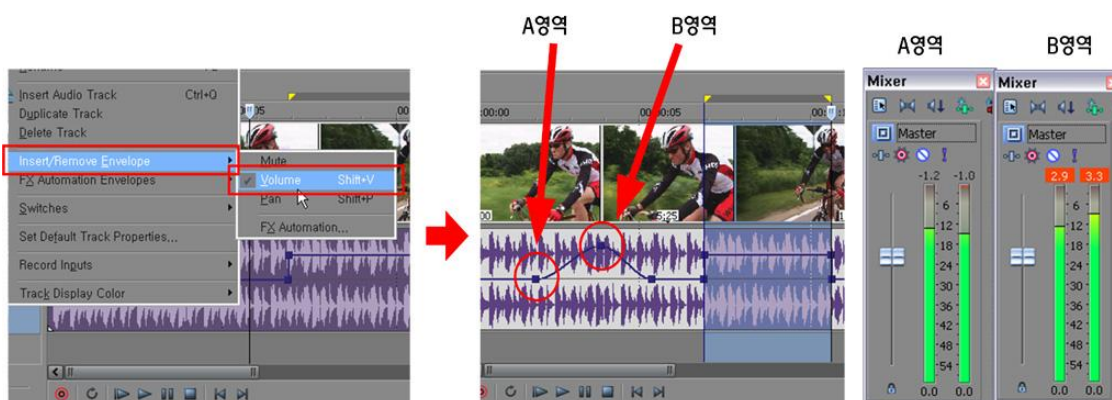 A영역 B영역
A영역 B영역
Insert Audio Track Ctrl+Q
Duplicate Track
Delete Track
Insert/Remove Envelope
FX Automation Envelopes
Switches
Set Default Track Properties...
Record Inputs
Track Display Color
Mute
Volume Shift+V
Pan Shift+P
FX Automation...
:00:00 00:00:05 00:
5;25
Mixer
Master
-1.2 -1.0
6
12
18
24
30
36
42
48
54
0.0 0.0
Mixer
Master
2.9 3.3
6
12
18
24
30
36
42
48
54
0.0 0.0